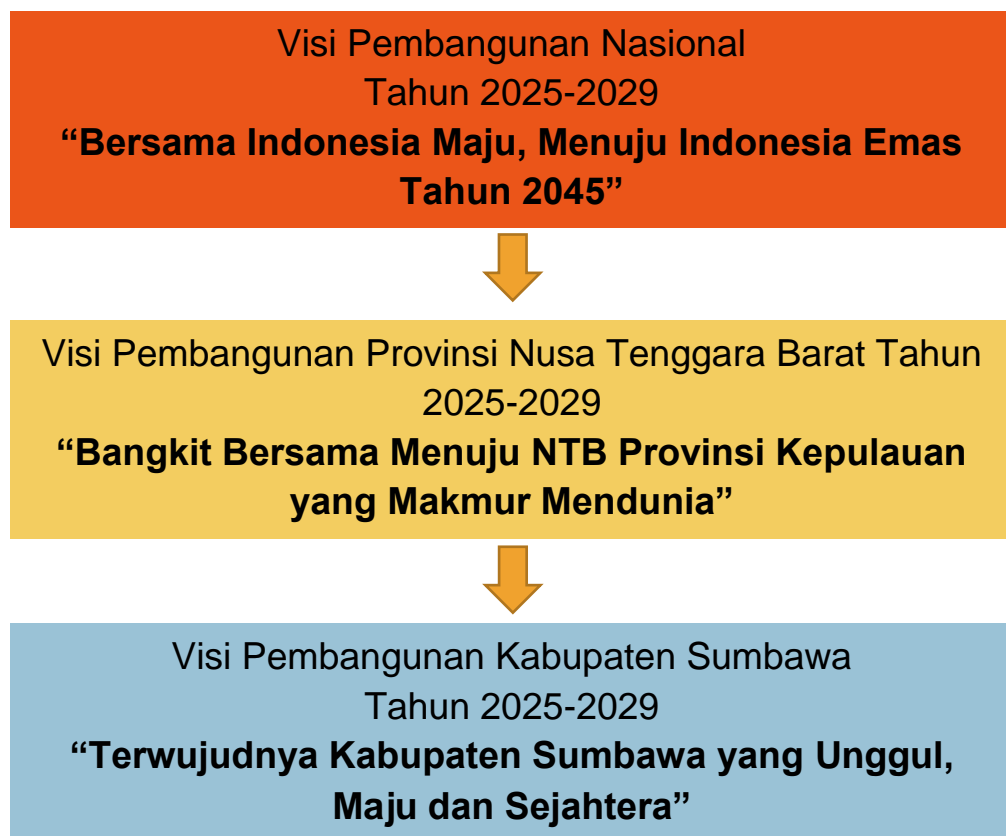 Visi Pembangunan Nasional
Tahun 2025-2029
“Bersama Indonesia Maju, Menuju Indonesia Emas
Tahun 2045”
Visi Pembangunan Provinsi Nusa Tenggara Barat Tahun
2025-2029
“Bangkit Bersama Menuju NTB Provinsi Kepulauan
yang Makmur Mendunia”
Visi Pembangunan Kabupaten Sumbawa
Tahun 2025-2029
“Terwujudnya Kabupaten Sumbawa yang Unggul,
Maju dan Sejahtera”